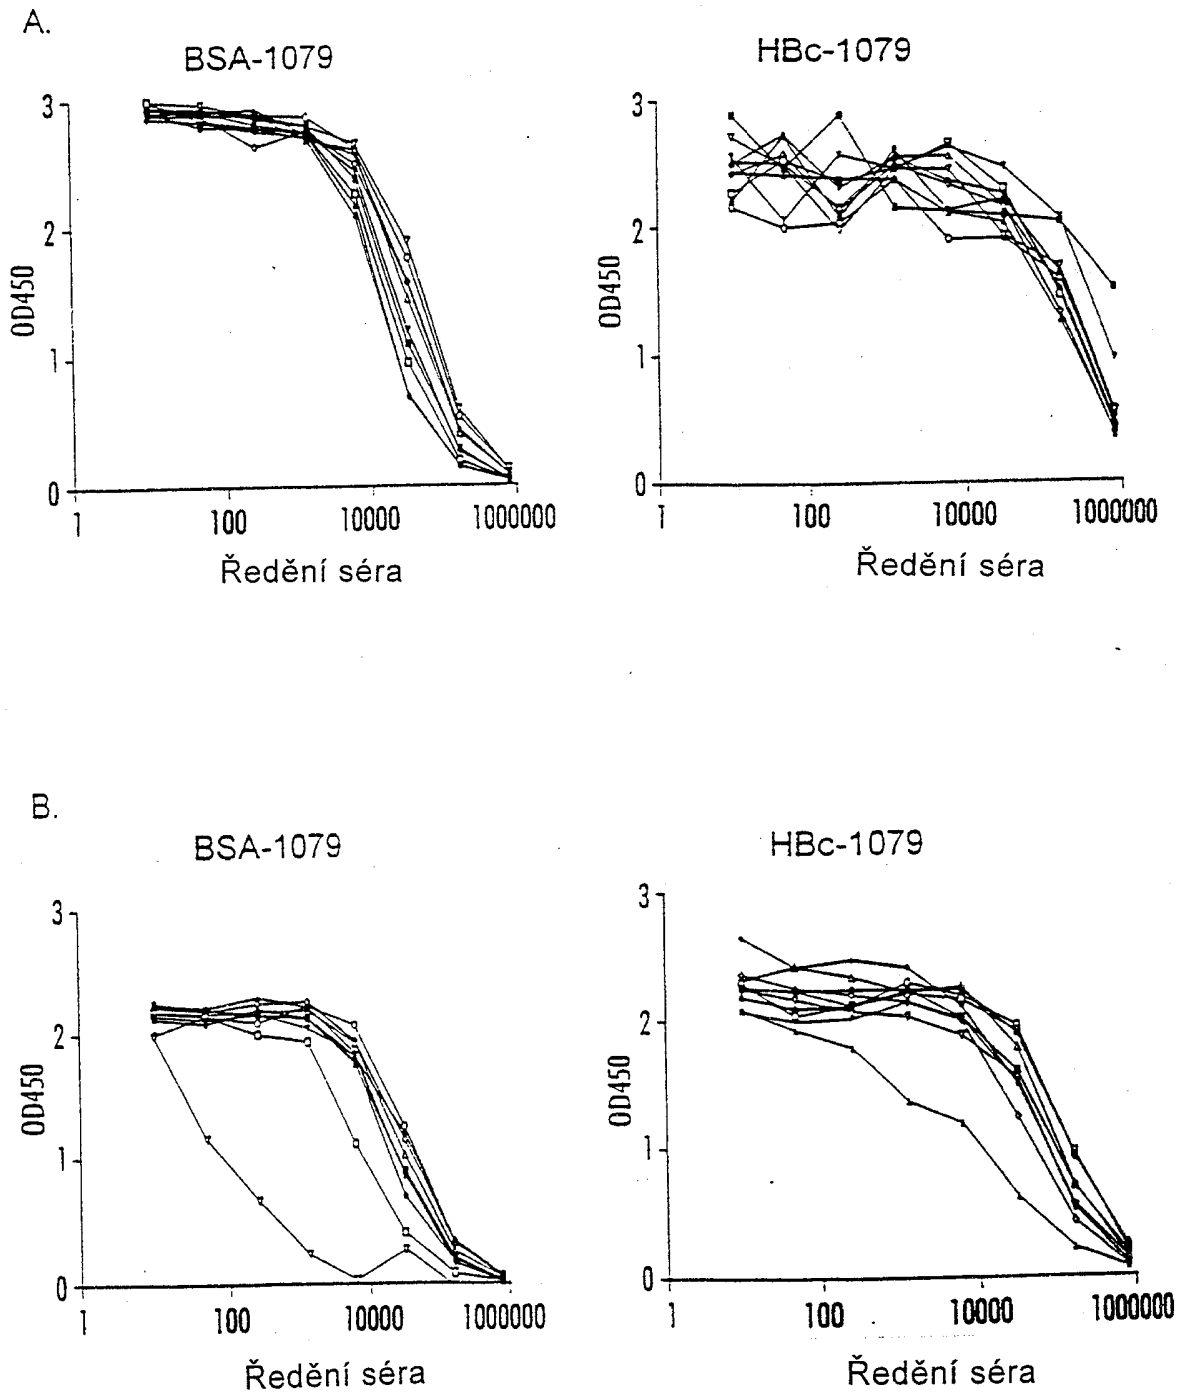 A.
BSA-1079
HBc-1079
3
2
1
0
OD450
1
100
10000
1000000
Ředění séra
3
2
1
0
OD450
1
100
10000
1000000
Ředění séra
B.
BSA-1079
HBc-1079
3
2
1
0
OD450
1
100
10000
1000000
Ředění séra
3
2
1
0
OD450
1
100
10000
1000000
Ředění séra